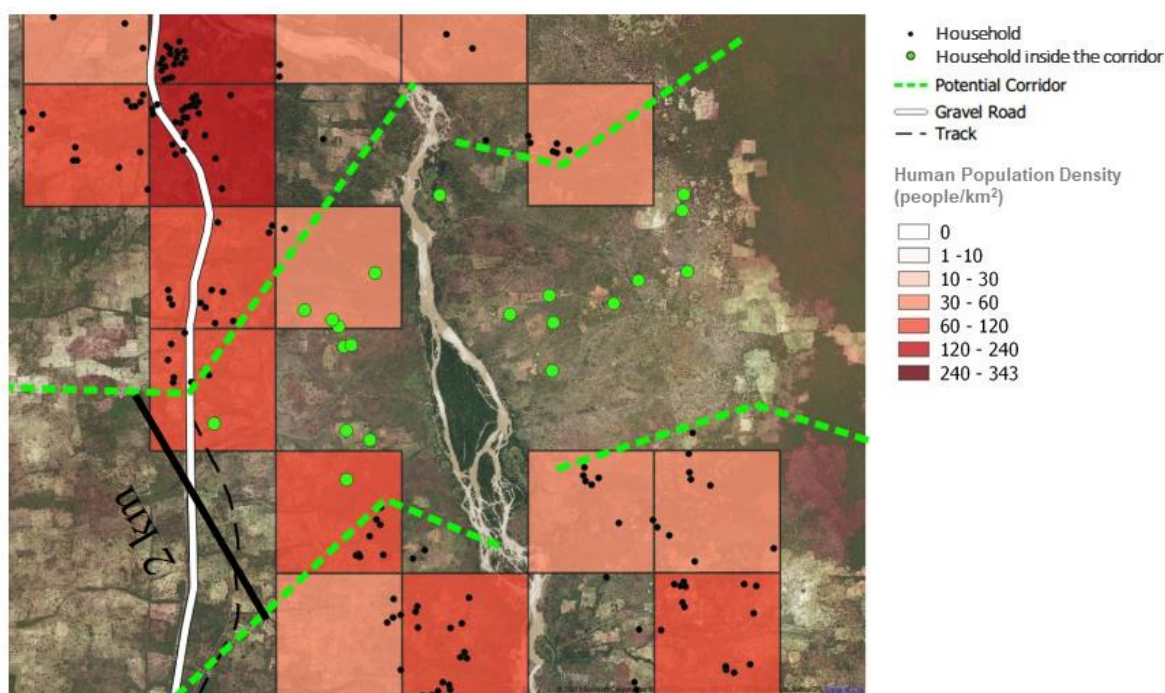 Household
Household inside the corridor
Potential Corridor
Gravel Road
Track
Human Population Density
(people/km²)
0
1 -10
10 - 30
30 - 60
60 - 120
120 - 240
240 - 343
2 km